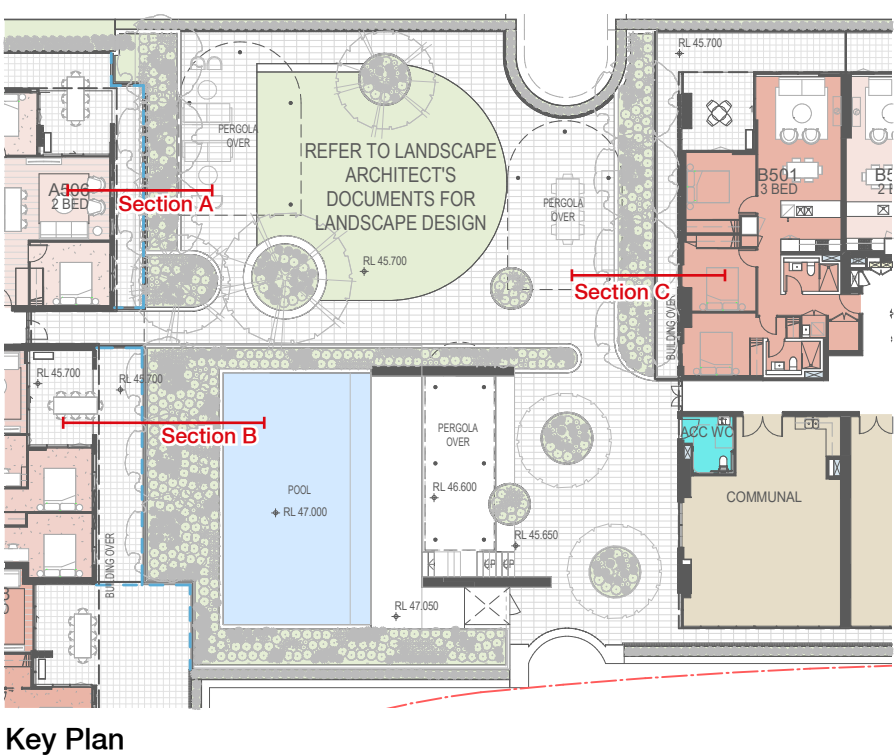 RL 45.700
PERGOLA
OVER
REFER TO LANDSCAPE
ARCHITECT'S
DOCUMENTS FOR
LANDSCAPE DESIGN
RL 45.700
A506
2 BED
Section A
PERGOLA
OVER
B501
3 BED
Section C
BUILDING OVER
RL 45.700
RL 45.700
Section B
PERGOLA
OVER
ACC WC
COMMUNAL
POOL
RL 47.000
RL 46.600
RL 45.650
BUILDING OVER
CP
CP
RL 47.050
Key Plan